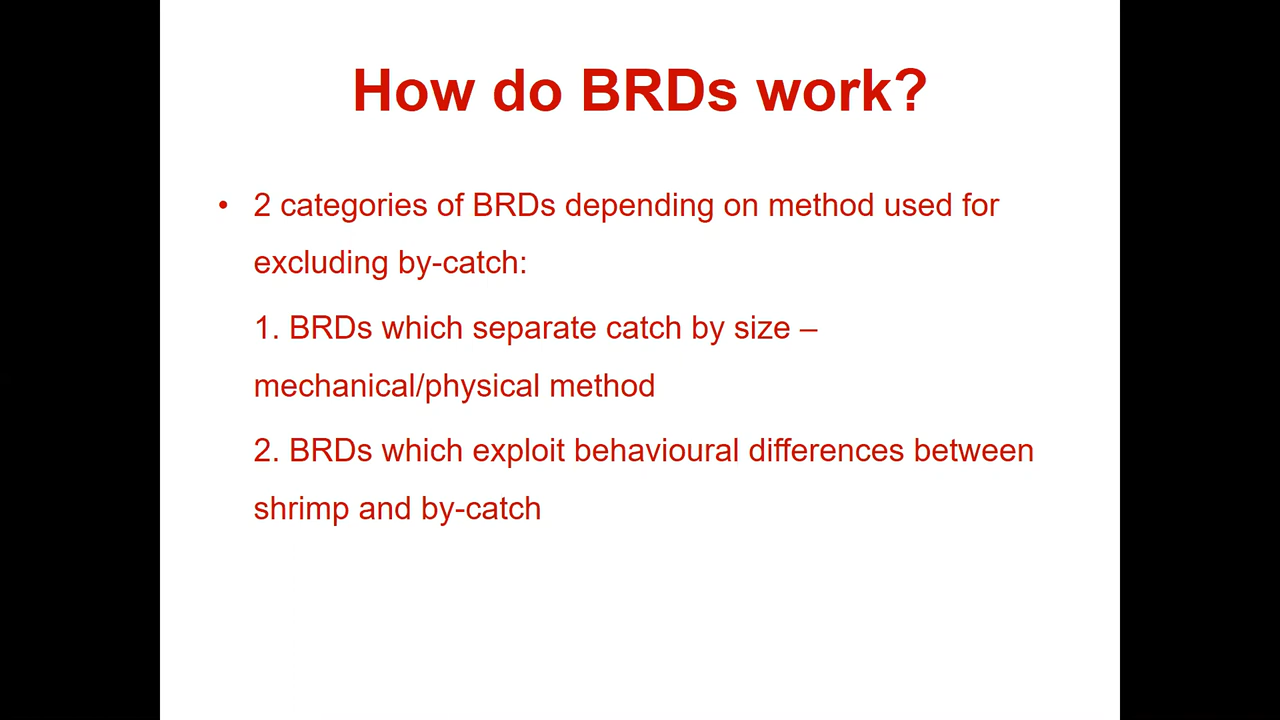 How do BRDs work?
• 2 categories of BRDs depending on method used for
excluding by-catch:
1. BRDs which separate catch by size –
mechanical/physical method
2. BRDs which exploit behavioural differences between
shrimp and by-catch